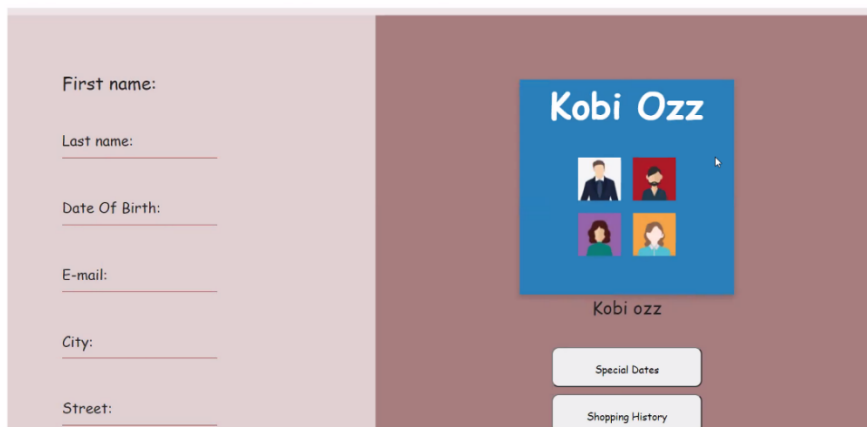 First name:
Last name:
Date Of Birth:
E-mail:
City:
Street:
Kobi Ozz
Kobi ozz
Special Dates
Shopping History